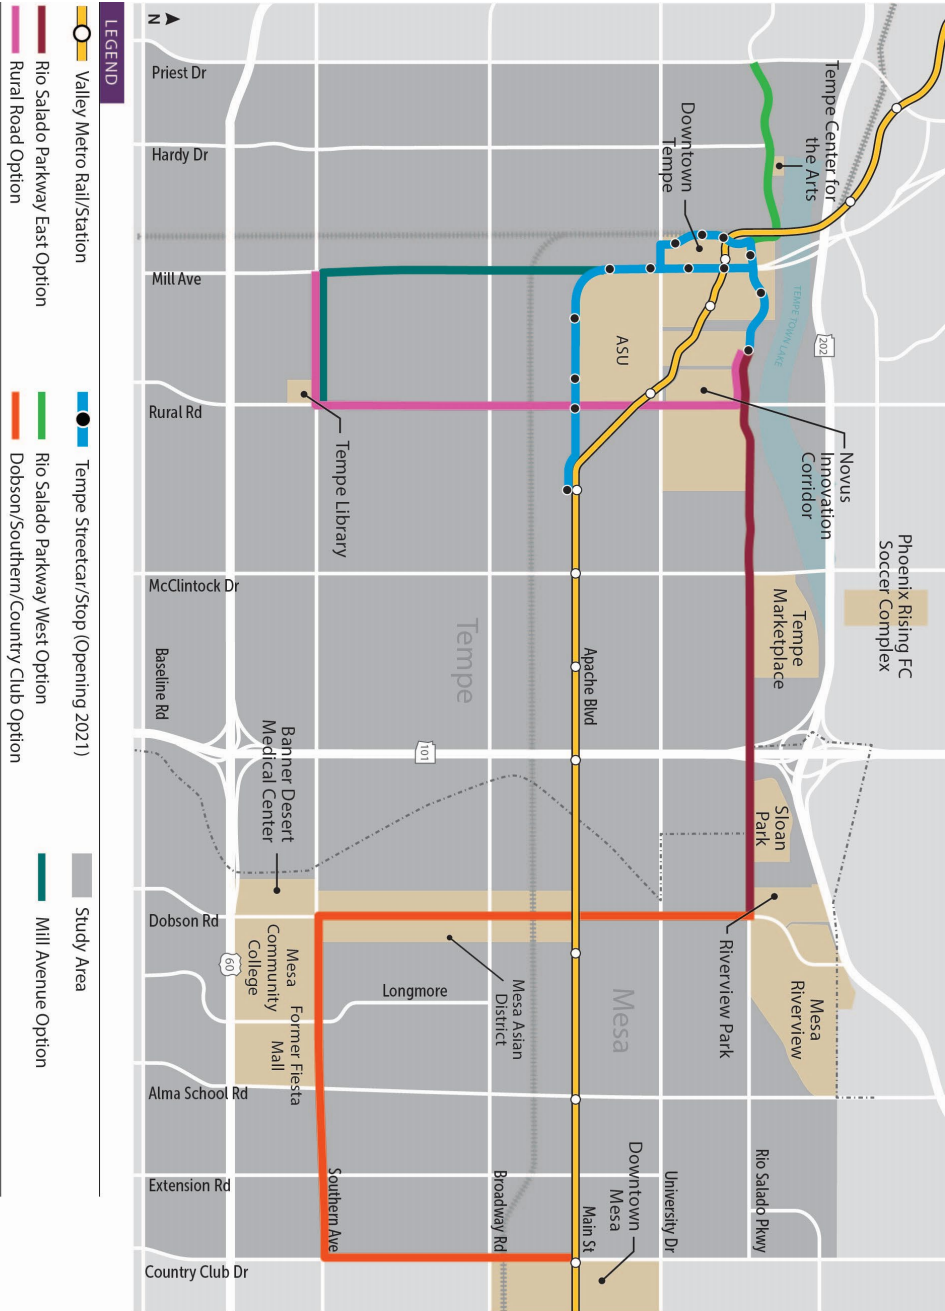 Phoenix Rising FC
Soccer Complex
Tempe Center for
the Arts
202
TEMPE TOWN LAKE
Novus
Innovation
Corridor
Tempe
Marketplace
Sloan
Park
Mesa
Riverview
Riverview Park
Rio Salado Pkwy
Downtown
Tempe
University Dr
ASU
Mesa
Downtown
Mesa
Apache Blvd
Main St
Mesa Asian
District
Broadway Rd
Tempe
101
Longmore
Tempe Library
Southern Ave
Banner Desert
Medical Center
Mesa
Community
College
Former Fiesta
Mall
60
Baseline Rd
Priest Dr
Hardy Dr
Mill Ave
Rural Rd
McClintock Dr
Dobson Rd
Alma School Rd
Extension Rd
Country Club Dr
N
LEGEND
Valley Metro Rail/Station
Tempe Streetcar/Stop (Opening 2021)
Study Area
Rio Salado Parkway East Option
Rio Salado Parkway West Option
Mill Avenue Option
Rural Road Option
Dobson/Southern/Country Club Option